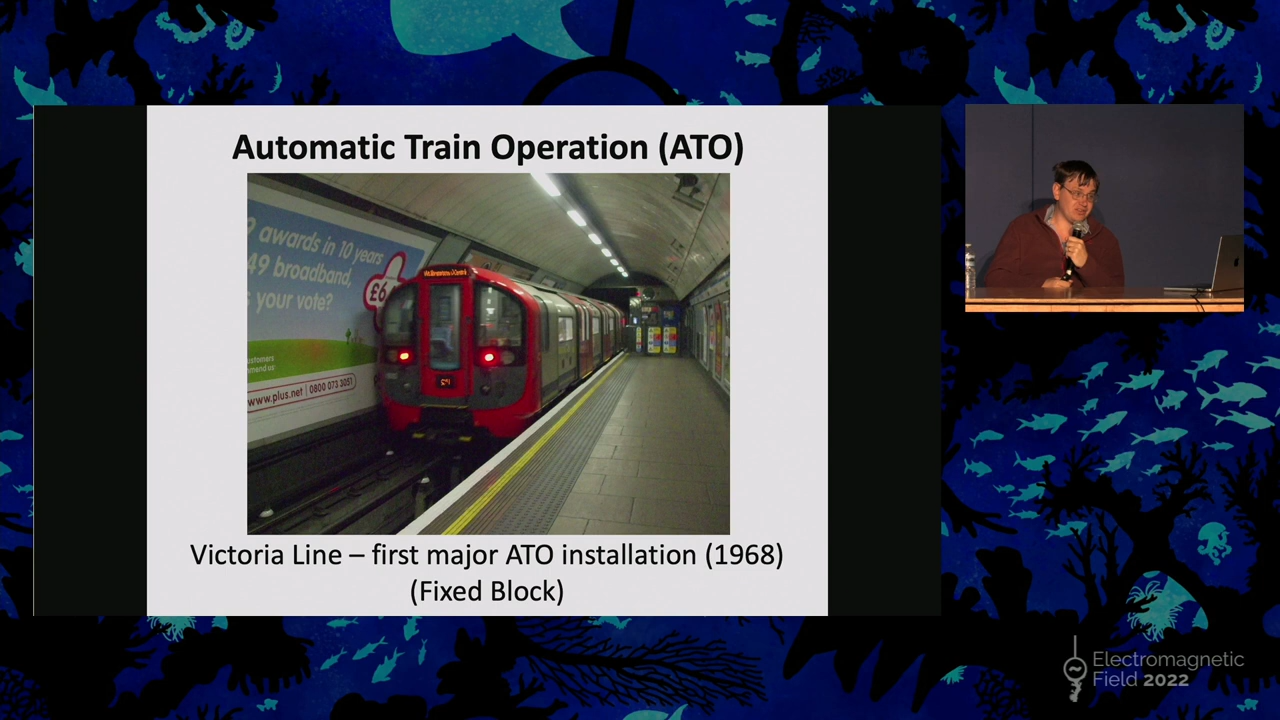 Automatic Train Operation (ATO)
9 awards in 10 years
49 broadband,
your vote?
£6
www.plus.net | 0800 073 3051
Victoria Line – first major ATO installation (1968)
(Fixed Block)
Electromagnetic
Field 2022